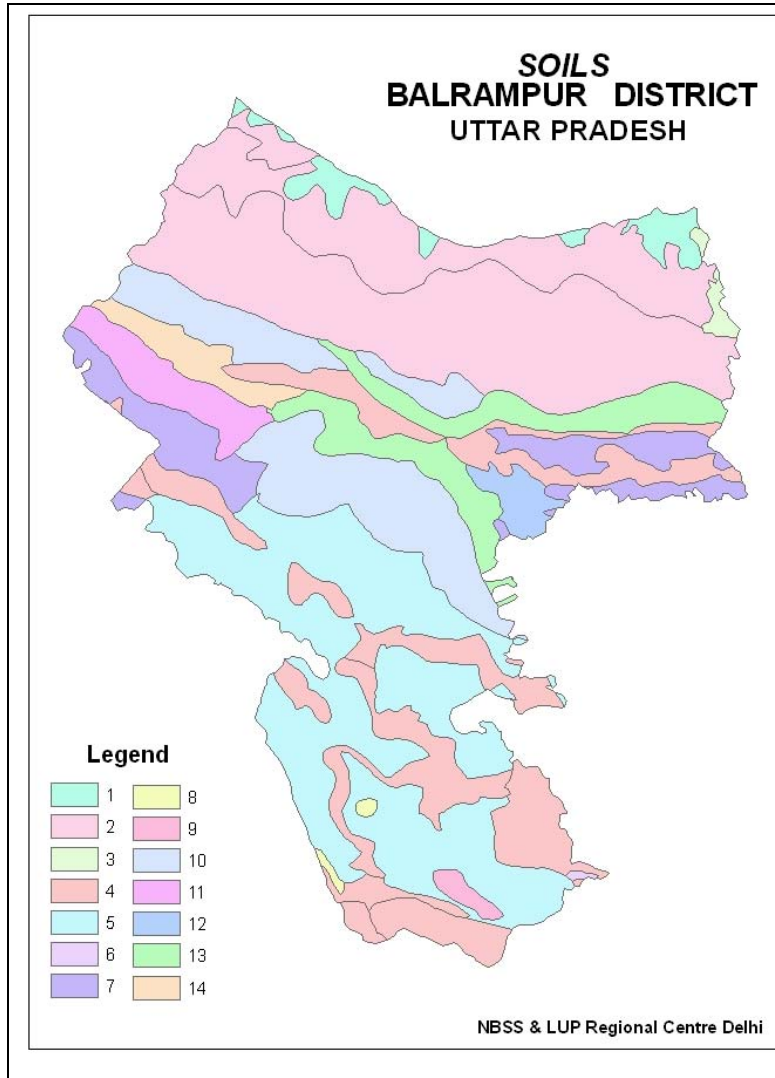 SOILS
BALRAMPUR DISTRICT
UTTAR PRADESH
Legend
1
2
3
4
5
6
7
8
9
10
11
12
13
14
NBSS & LUP Regional Centre Delhi